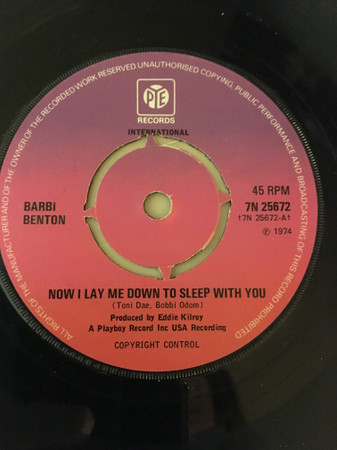 ALL RIGHTS OF THE MANUFACTURER AND OF THE OWNER OF THE RECORDED WORK RESERVED. UNAUTHORISED COPYING, PUBLIC PERFORMANCE AND BROADCASTING OF THIS RECORD PROHIBITED
PYE
RECORDS
INTERNATIONAL
BARBI
BENTON
45 RPM
7N 25672
†7N 25672-A†
℗ 1974
NOW I LAY ME DOWN TO SLEEP WITH YOU
(Toni Dae, Bobbi Odom)
Produced by Eddie Kilroy
A Playboy Record Inc USA Recording
COPYRIGHT CONTROL